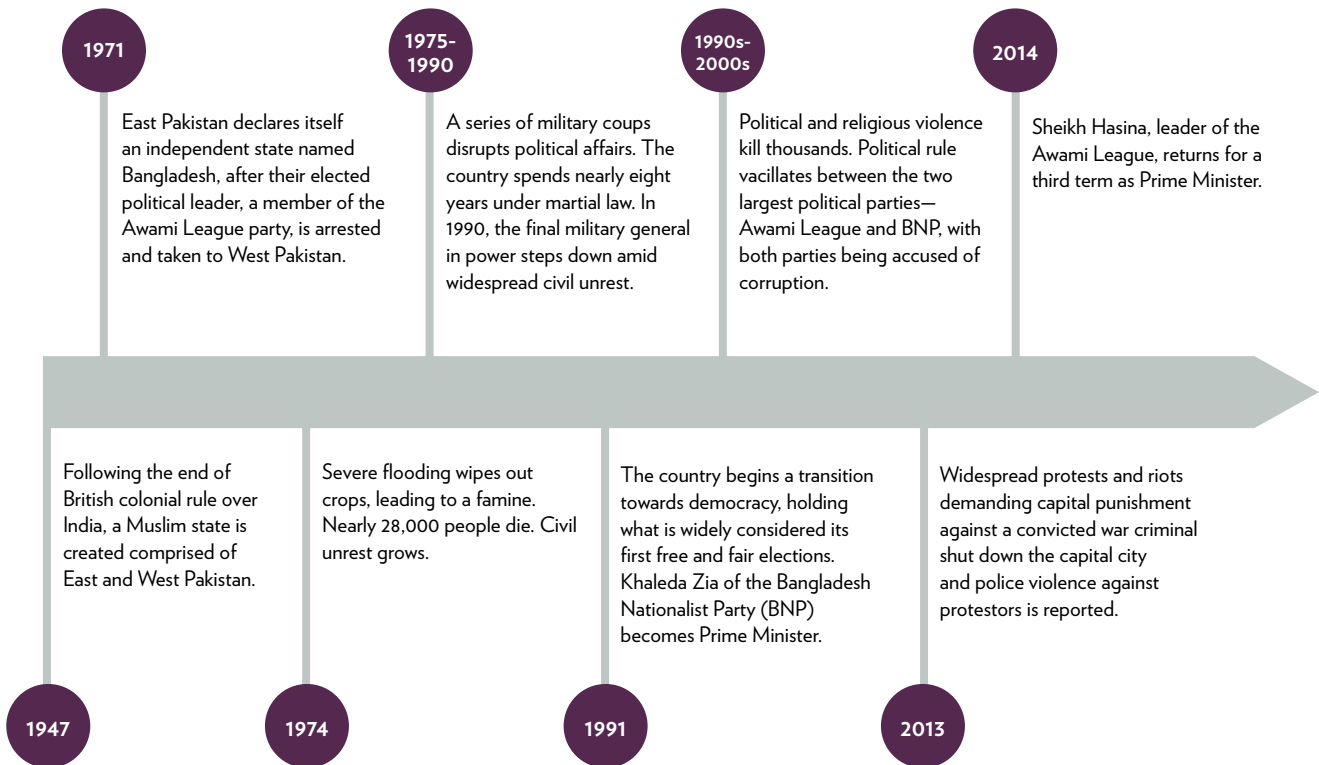 1971
East Pakistan declares itself
an independent state named
Bangladesh, after their elected
political leader, a member of the
Awami League party, is arrested
and taken to West Pakistan.
1975-
1990
A series of military coups
disrupts political affairs. The
country spends nearly eight
years under martial law. In
1990, the final military general
in power steps down amid
widespread civil unrest.
1990s-
2000s
Political and religious violence
kill thousands. Political rule
vacillates between the two
largest political parties—
Awami League and BNP, with
both parties being accused of
corruption.
2014
Sheikh Hasina, leader of the
Awami League, returns for a
third term as Prime Minister.
Following the end of
British colonial rule over
India, a Muslim state is
created comprised of
East and West Pakistan.
1947
Severe flooding wipes out
crops, leading to a famine.
Nearly 28,000 people die. Civil
unrest grows.
1974
The country begins a transition
towards democracy, holding
what is widely considered its
first free and fair elections.
Khaleda Zia of the Bangladesh
Nationalist Party (BNP)
becomes Prime Minister.
1991
Widespread protests and riots
demanding capital punishment
against a convicted war criminal
shut down the capital city
and police violence against
protestors is reported.
2013